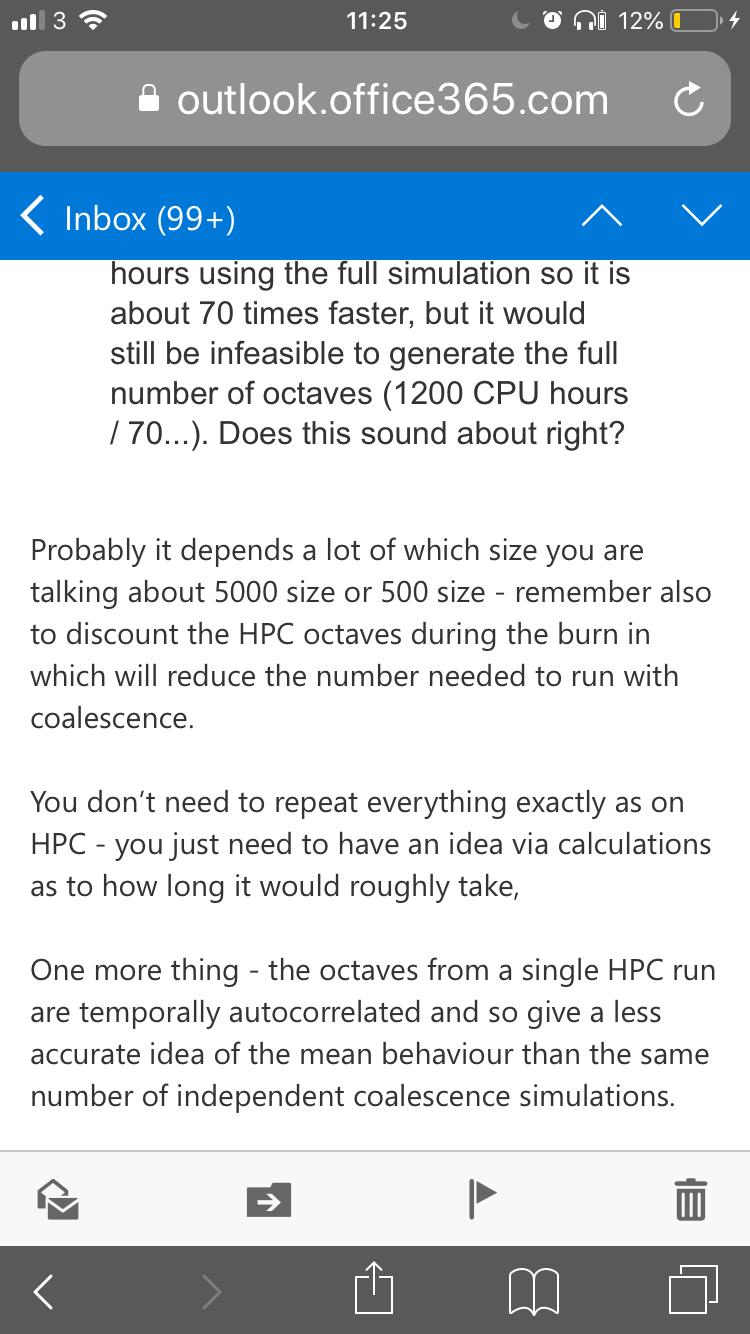 3 11:25 12%
outlook.office365.com
Inbox (99+)
hours using the full simulation so it is
about 70 times faster, but it would
still be infeasible to generate the full
number of octaves (1200 CPU hours
/ 70...). Does this sound about right?
Probably it depends a lot of which size you are
talking about 5000 size or 500 size - remember also
to discount the HPC octaves during the burn in
which will reduce the number needed to run with
coalescence.
You don’t need to repeat everything exactly as on
HPC - you just need to have an idea via calculations
as to how long it would roughly take,
One more thing - the octaves from a single HPC run
are temporally autocorrelated and so give a less
accurate idea of the mean behaviour than the same
number of independent coalescence simulations.